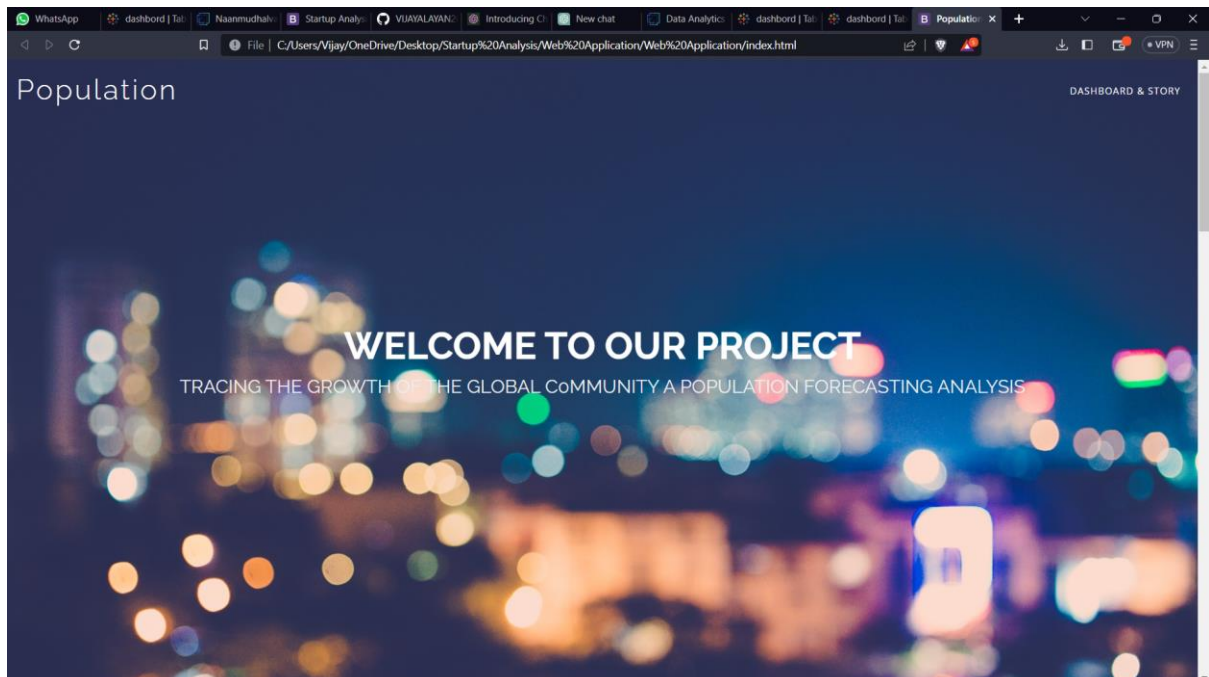 WhatsApp dashbord | Tab Naanmudhalv Startup Analys VIJAYALAYAN2 Introducing Ch New chat Data Analytics dashbord | Tab dashbord | Tab Population
File | C:/Users/Vijay/OneDrive/Desktop/Startup%20Analysis/Web%20Application/Web%20Application/index.html VPN
Population DASHBOARD & STORY
WELCOME TO OUR PROJECT
TRACING THE GROWTH OF THE GLOBAL CoMMUNITY A POPULATION FORECASTING ANALYSIS